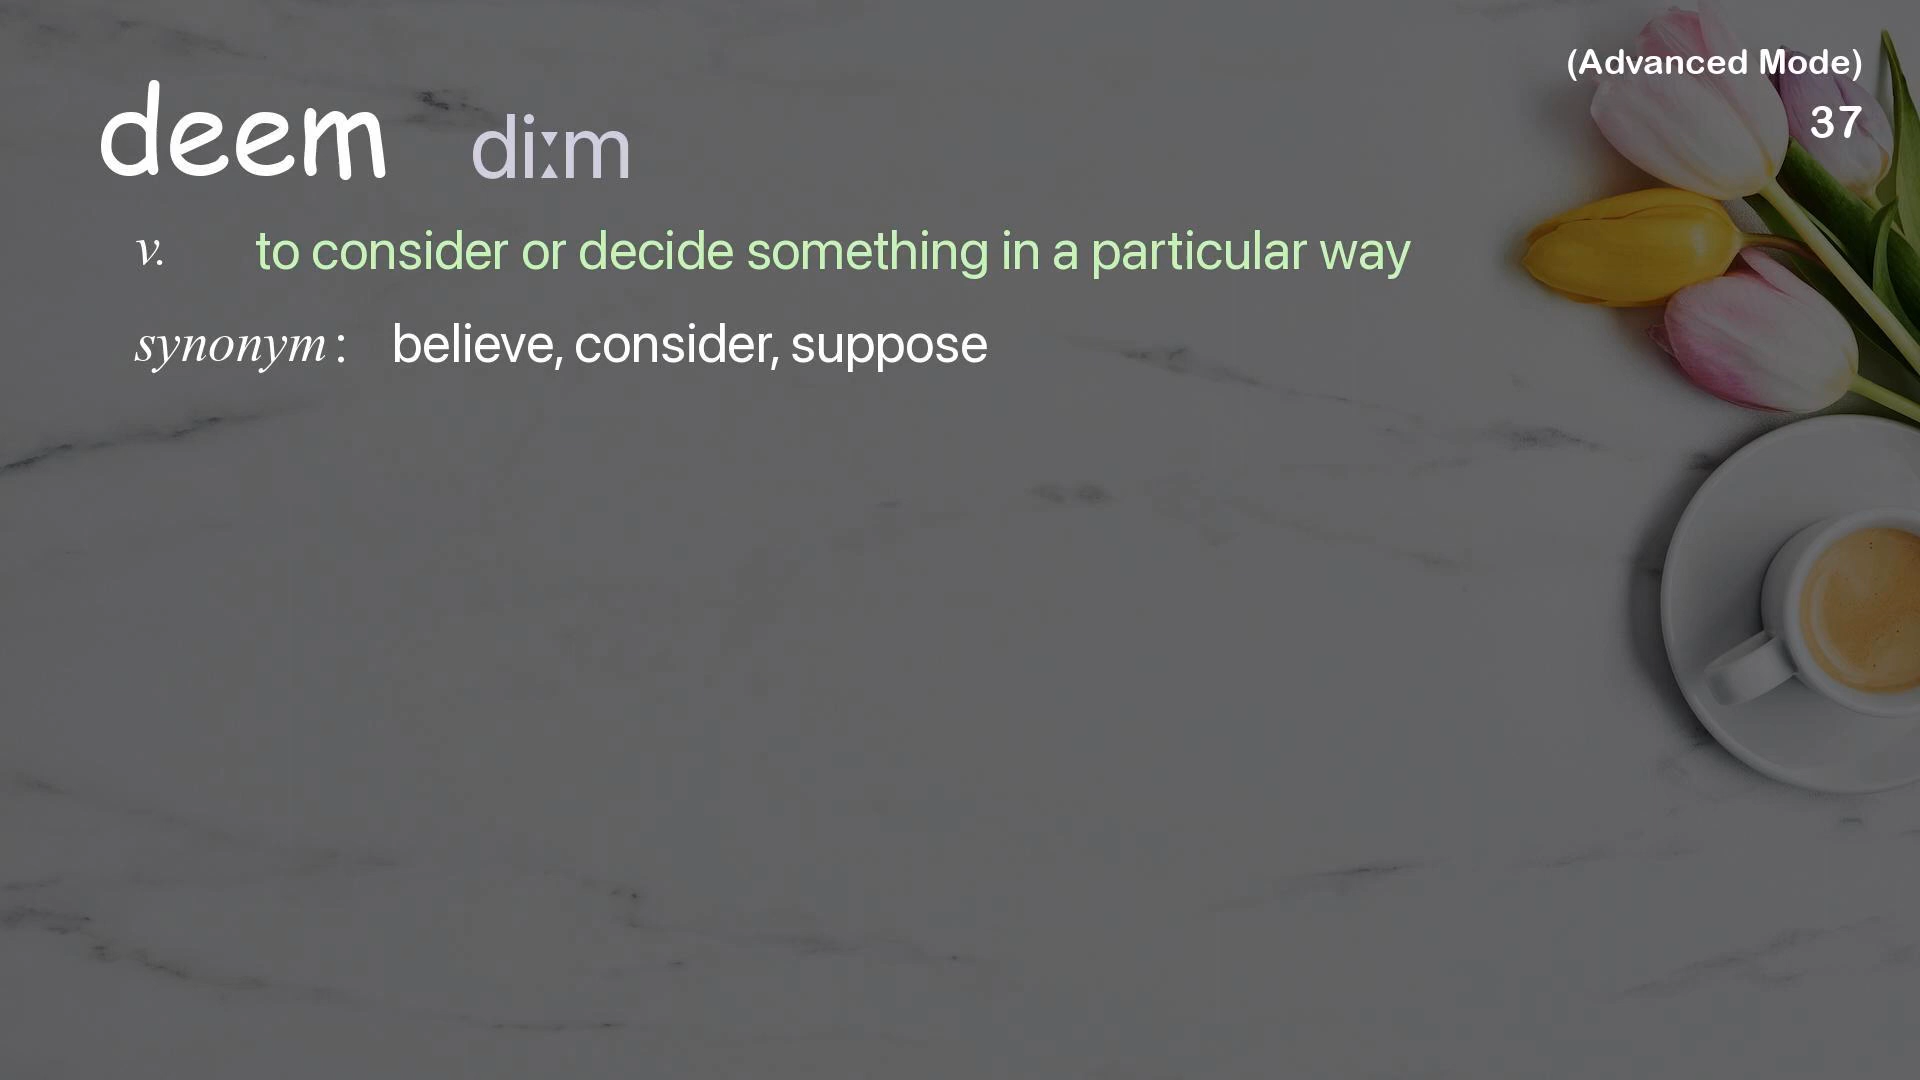 (Advanced Mode)
37
deem diːm
v. to consider or decide something in a particular way
synonym: believe, consider, suppose